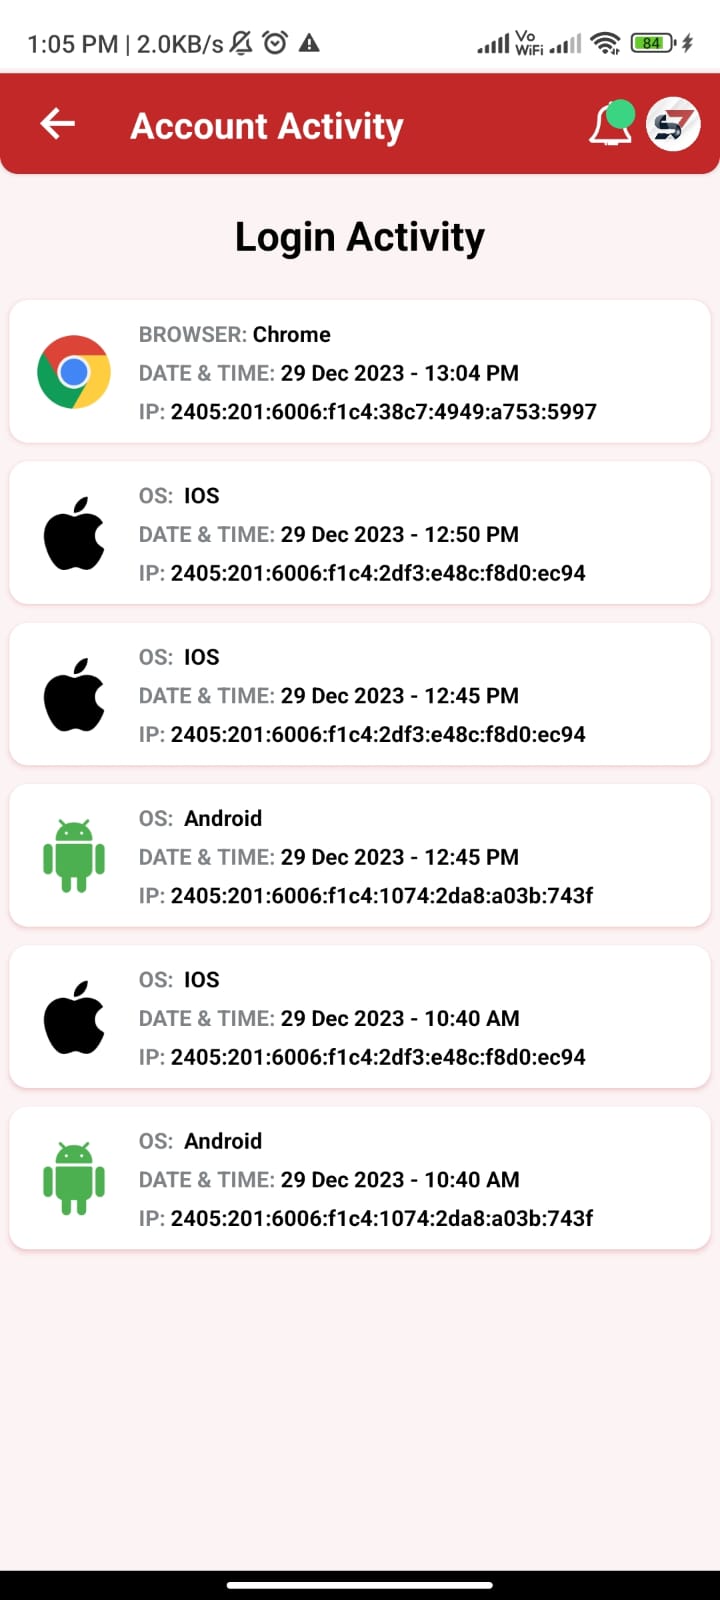 1:05 PM | 2.0KB/s
Vo
WiFi
84
Account Activity
Login Activity
BROWSER: Chrome
DATE & TIME: 29 Dec 2023 - 13:04 PM
IP: 2405:201:6006:f1c4:38c7:4949:a753:5997
OS: IOS
DATE & TIME: 29 Dec 2023 - 12:50 PM
IP: 2405:201:6006:f1c4:2df3:e48c:f8d0:ec94
OS: IOS
DATE & TIME: 29 Dec 2023 - 12:45 PM
IP: 2405:201:6006:f1c4:2df3:e48c:f8d0:ec94
OS: Android
DATE & TIME: 29 Dec 2023 - 12:45 PM
IP: 2405:201:6006:f1c4:1074:2da8:a03b:743f
OS: IOS
DATE & TIME: 29 Dec 2023 - 10:40 AM
IP: 2405:201:6006:f1c4:2df3:e48c:f8d0:ec94
OS: Android
DATE & TIME: 29 Dec 2023 - 10:40 AM
IP: 2405:201:6006:f1c4:1074:2da8:a03b:743f